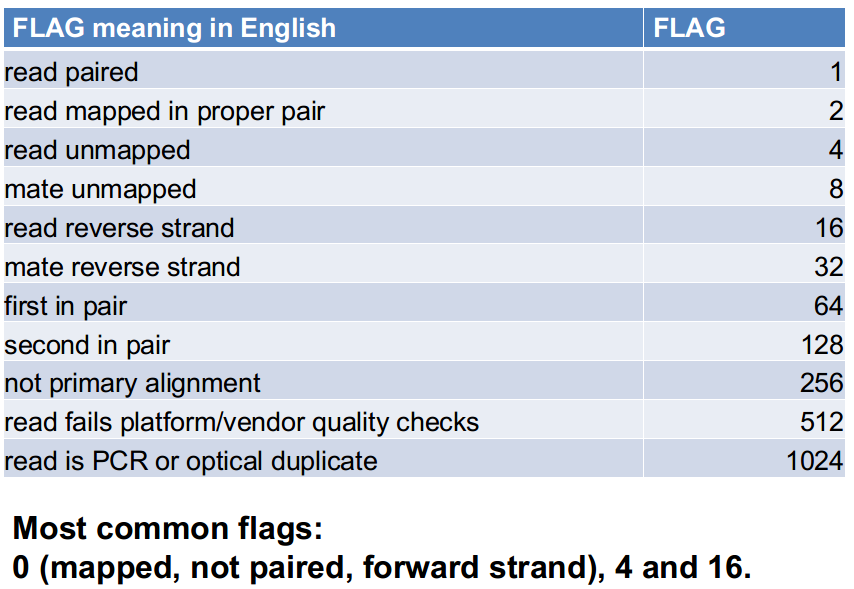 FLAG meaning in English FLAG
read paired 1
read mapped in proper pair 2
read unmapped 4
mate unmapped 8
read reverse strand 16
mate reverse strand 32
first in pair 64
second in pair 128
not primary alignment 256
read fails platform/vendor quality checks 512
read is PCR or optical duplicate 1024
Most common flags:
0 (mapped, not paired, forward strand), 4 and 16.